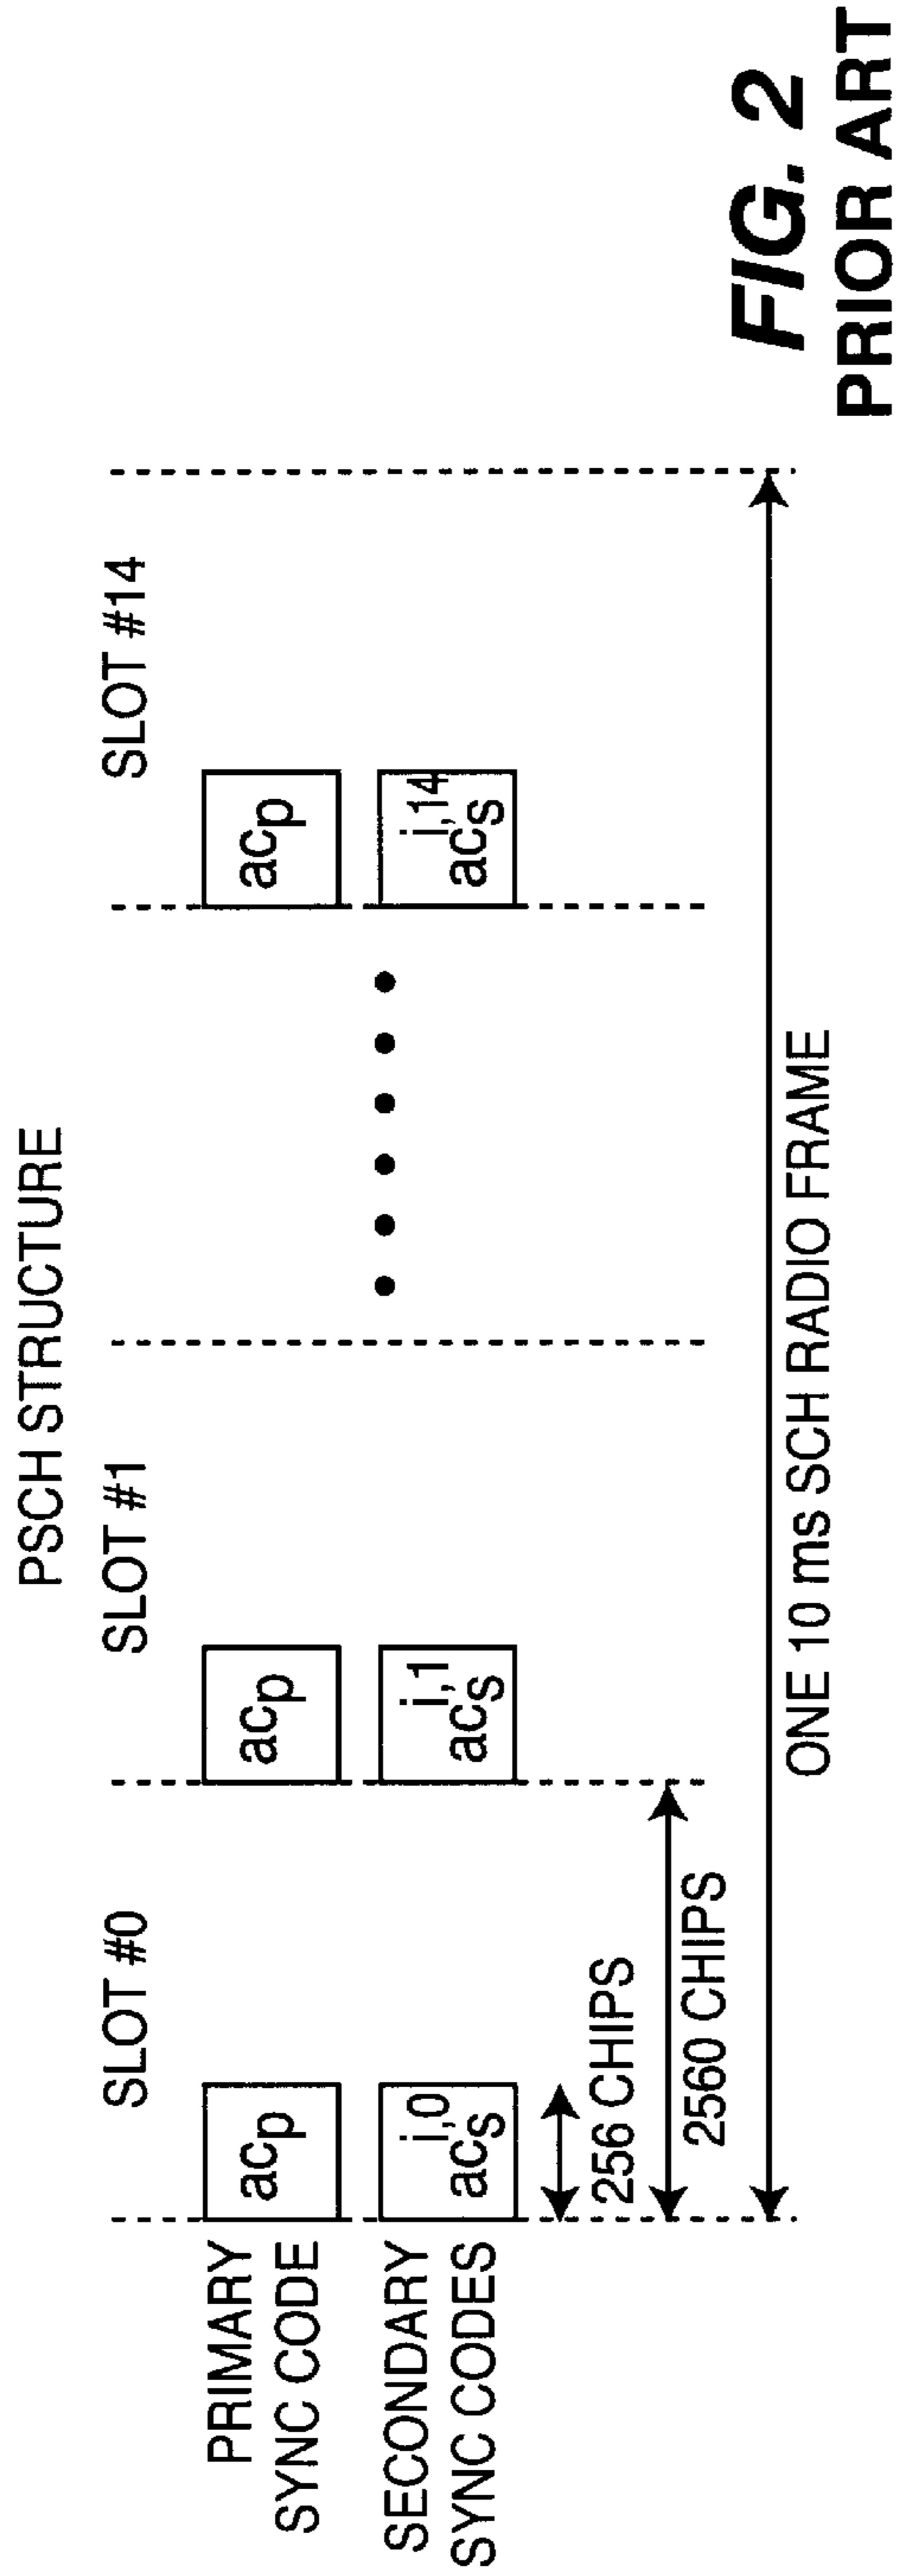 PSCH STRUCTURE
SLOT #0 SLOT #1 SLOT #14
PRIMARY
SYNC CODE
acp acp acp
SECONDARY
SYNC CODES
i,0 i,1 i,14
acs acs acs
256 CHIPS
2560 CHIPS
ONE 10 ms SCH RADIO FRAME
FIG. 2
PRIOR ART